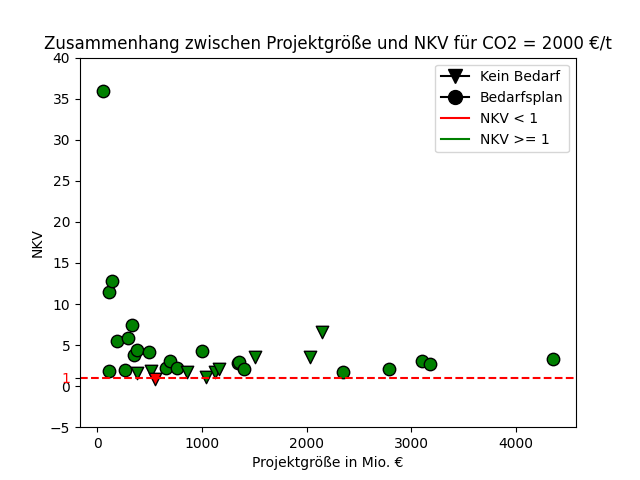 Zusammenhang zwischen Projektgröße und NKV für CO2 = 2000 €/t
Kein Bedarf
Bedarfsplan
NKV < 1
NKV >= 1
NKV
40
35
30
25
20
15
10
5
1
0
−5
0 1000 2000 3000 4000
Projektgröße in Mio. €